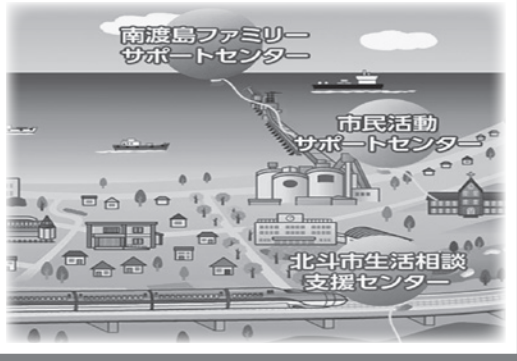 南渡島ファミリー
サポートセンター
市民活動
サポートセンター
北斗市生活相談
支援センター